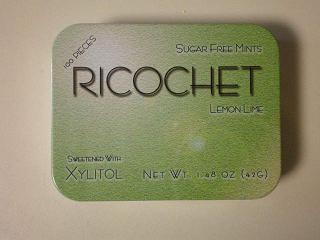 100 PIECES
SUGAR FREE MINTS
RICOCHET
LEMON-LIME
SWEETENED WITH
XYLITOL
NET WT. 1.48 OZ (42G)